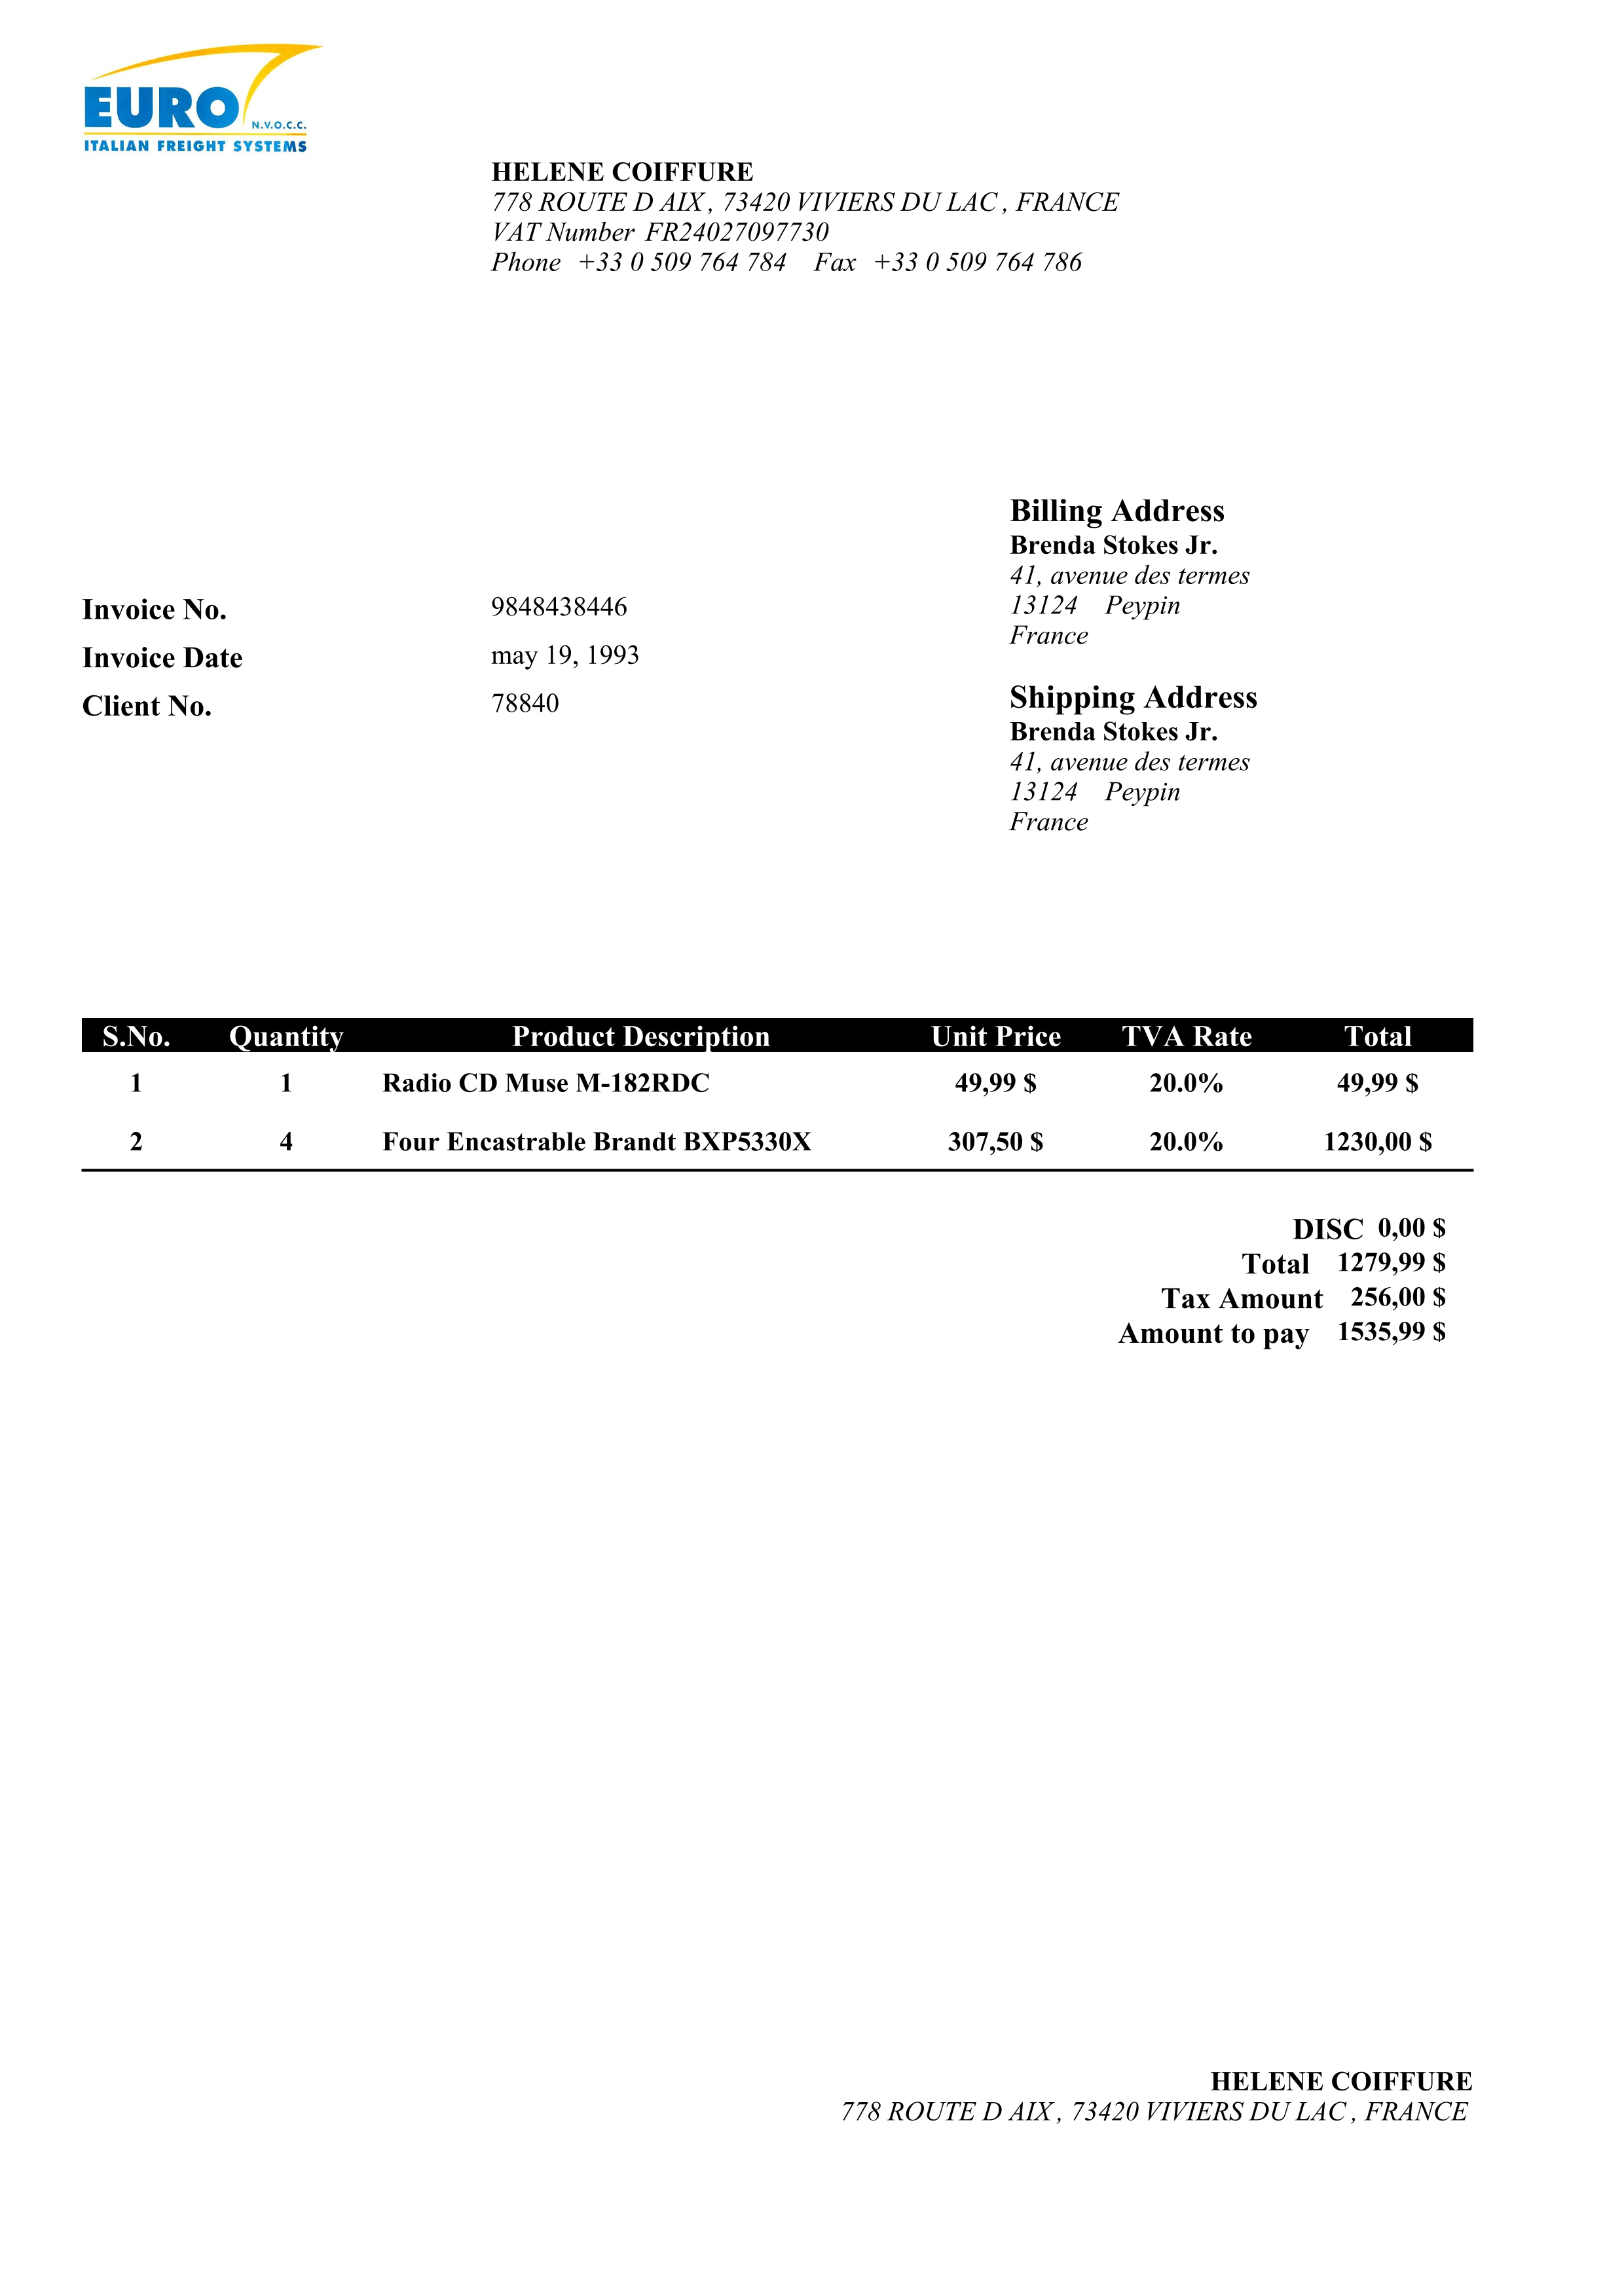 EURO N.V.O.C.C.
ITALIAN FREIGHT SYSTEMS
HELENE COIFFURE
778 ROUTE D AIX , 73420 VIVIERS DU LAC , FRANCE
VAT Number FR24027097730
Phone +33 0 509 764 784 Fax +33 0 509 764 786
Invoice No. 9848438446
Invoice Date may 19, 1993
Client No. 78840
Billing Address
Brenda Stokes Jr.
41, avenue des termes
13124 Peypin
France
Shipping Address
Brenda Stokes Jr.
41, avenue des termes
13124 Peypin
France
S.No. Quantity Product Description Unit Price TVA Rate Total
1 1 Radio CD Muse M-182RDC 49,99 $ 20.0% 49,99 $
2 4 Four Encastrable Brandt BXP5330X 307,50 $ 20.0% 1230,00 $
DISC 0,00 $
Total 1279,99 $
Tax Amount 256,00 $
Amount to pay 1535,99 $
HELENE COIFFURE
778 ROUTE D AIX , 73420 VIVIERS DU LAC , FRANCE